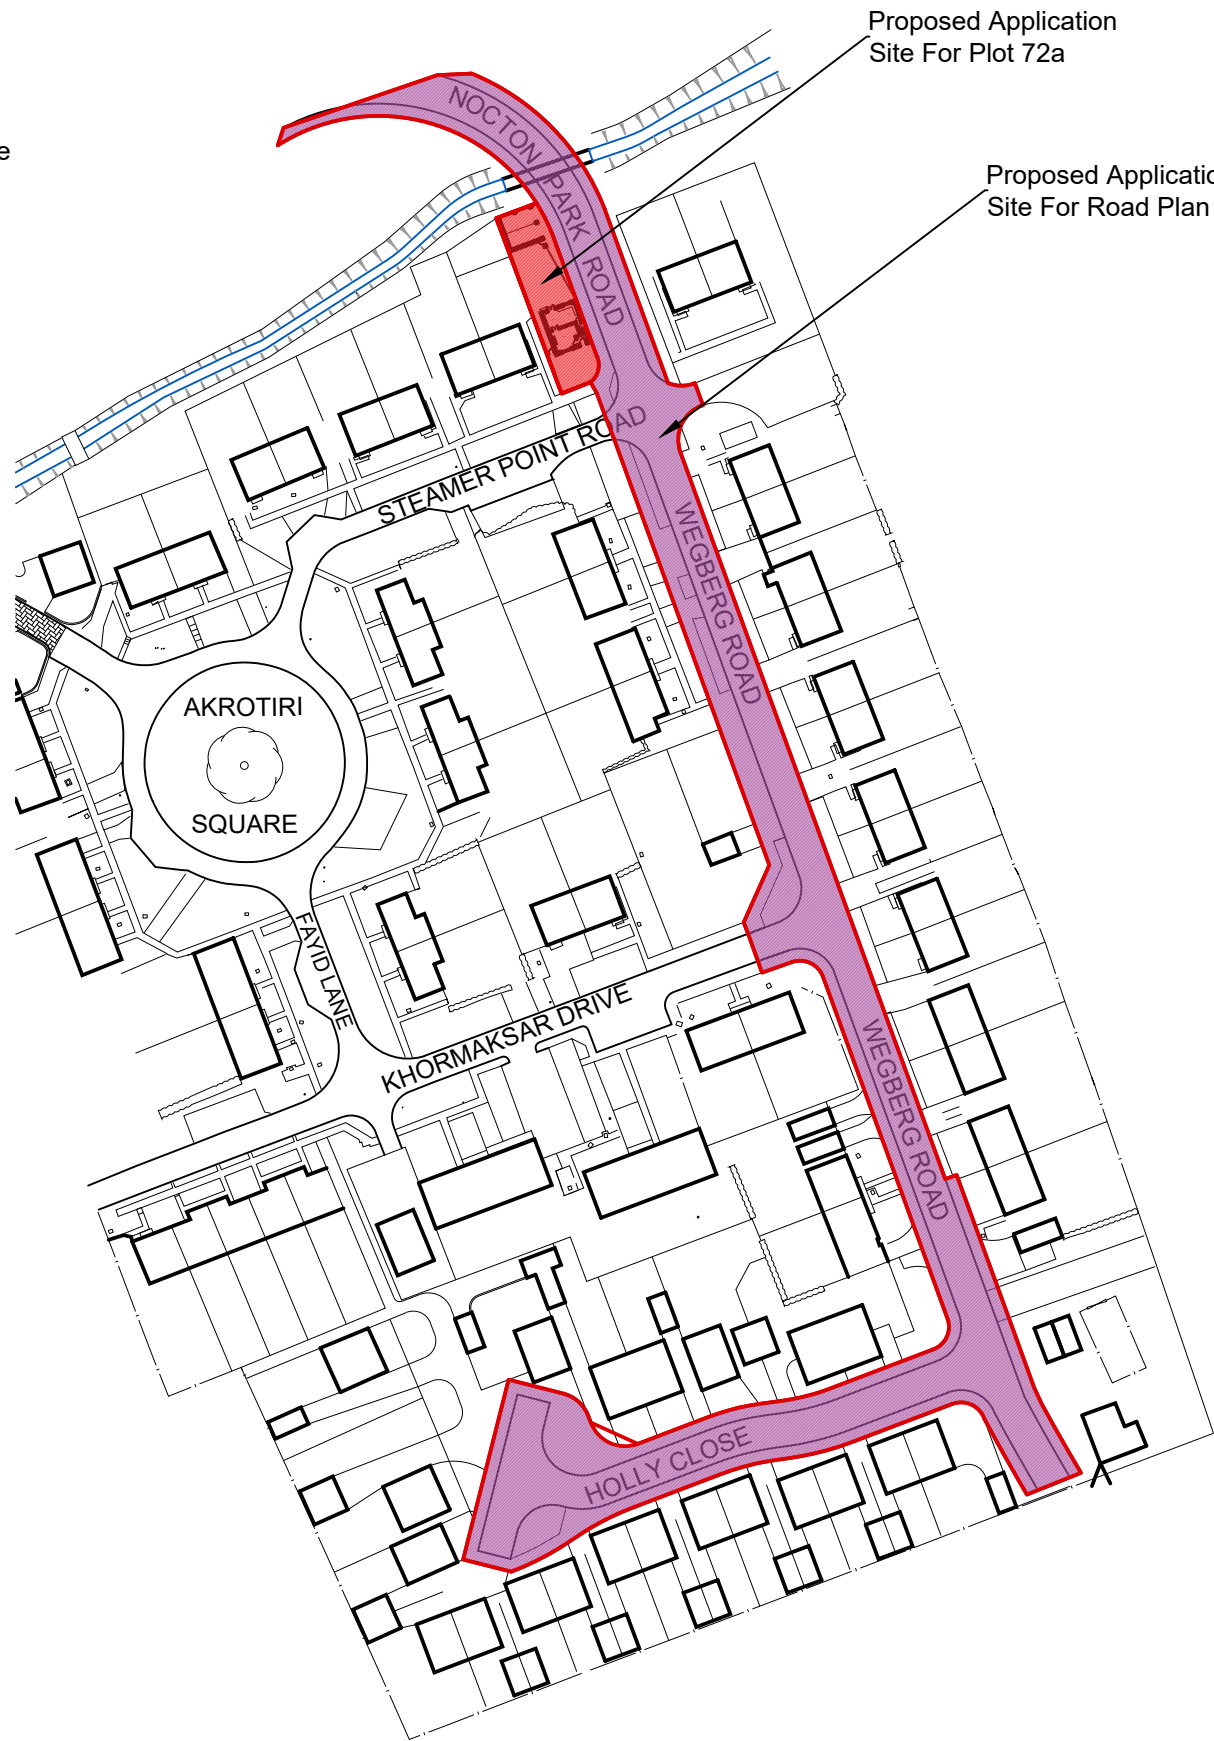 Proposed Application
Site For Plot 72a
e
Proposed Applicatio
Site For Road Plan
NOCTON PARK ROAD
STEAMER POINT ROAD
WEGBERG ROAD
AKROTIRI
SQUARE
FAYID LANE
KHORMAKSAR DRIVE
WEGBERG ROAD
HOLLY CLOSE